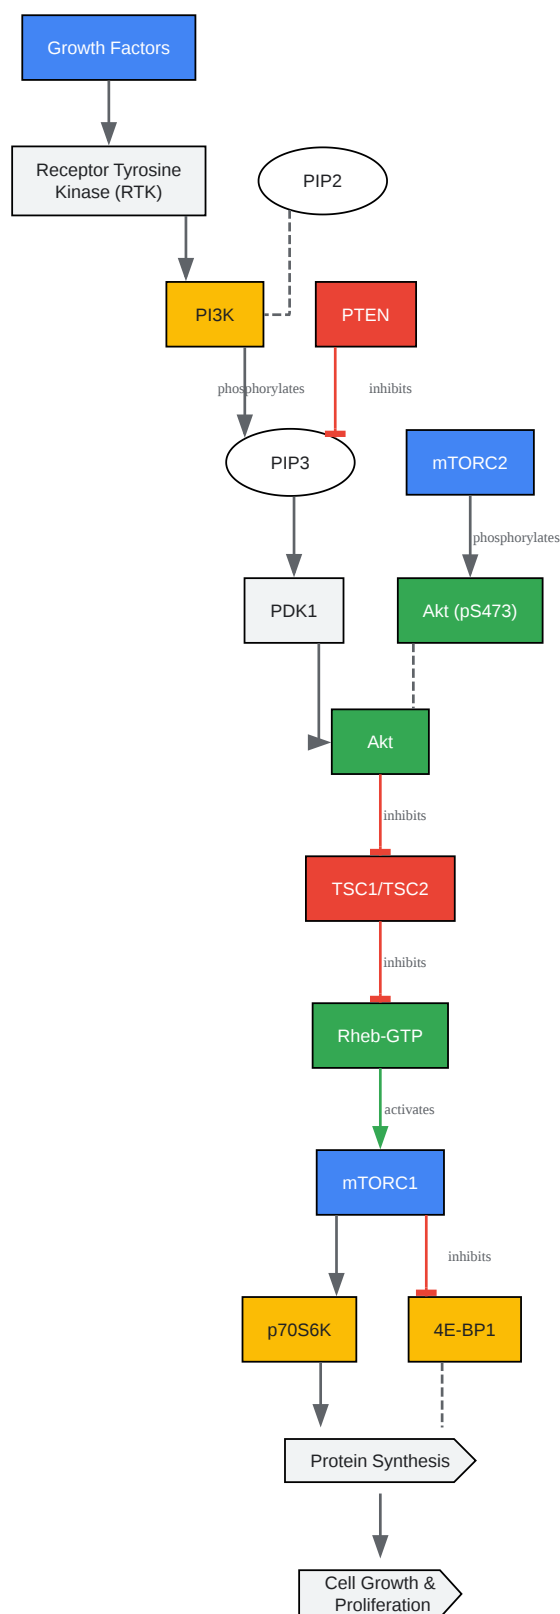 Growth Factors
Receptor Tyrosine
Kinase (RTK)
PIP2
PI3K
PTEN
phosphorylates
inhibits
PIP3
mTORC2
phosphorylates
PDK1
Akt (pS473)
Akt
inhibits
TSC1/TSC2
inhibits
Rheb-GTP
activates
mTORC1
inhibits
p70S6K
4E-BP1
Protein Synthesis
Cell Growth &
Proliferation